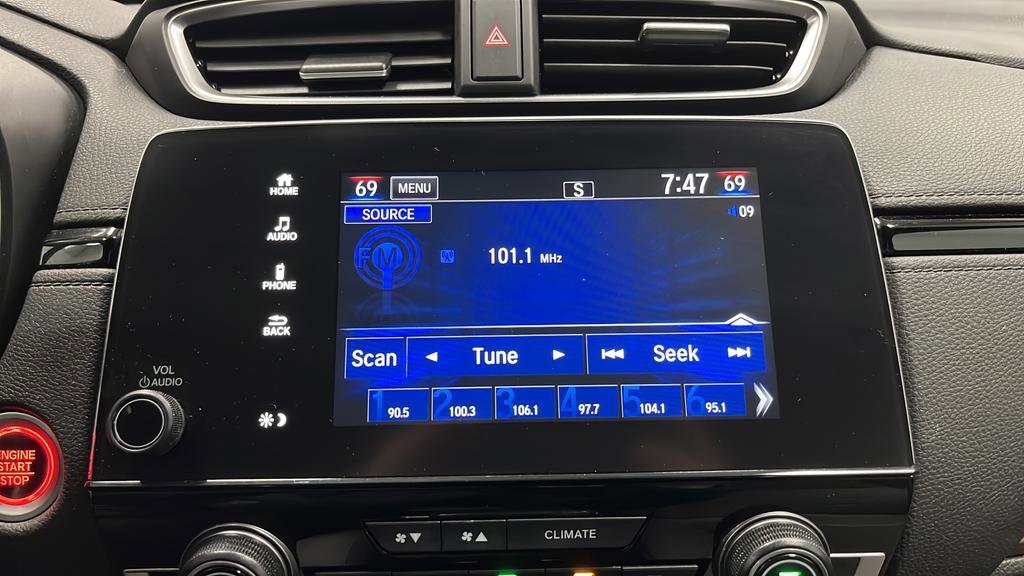 HOME
AUDIO
PHONE
BACK
VOL
AUDIO
69 MENU S 7:47 69
SOURCE 09
FM 101.1 MHz
Scan Tune Seek
1 90.5 2 100.3 3 106.1 4 97.7 5 104.1 6 95.1
ENGINE
START
STOP
CLIMATE